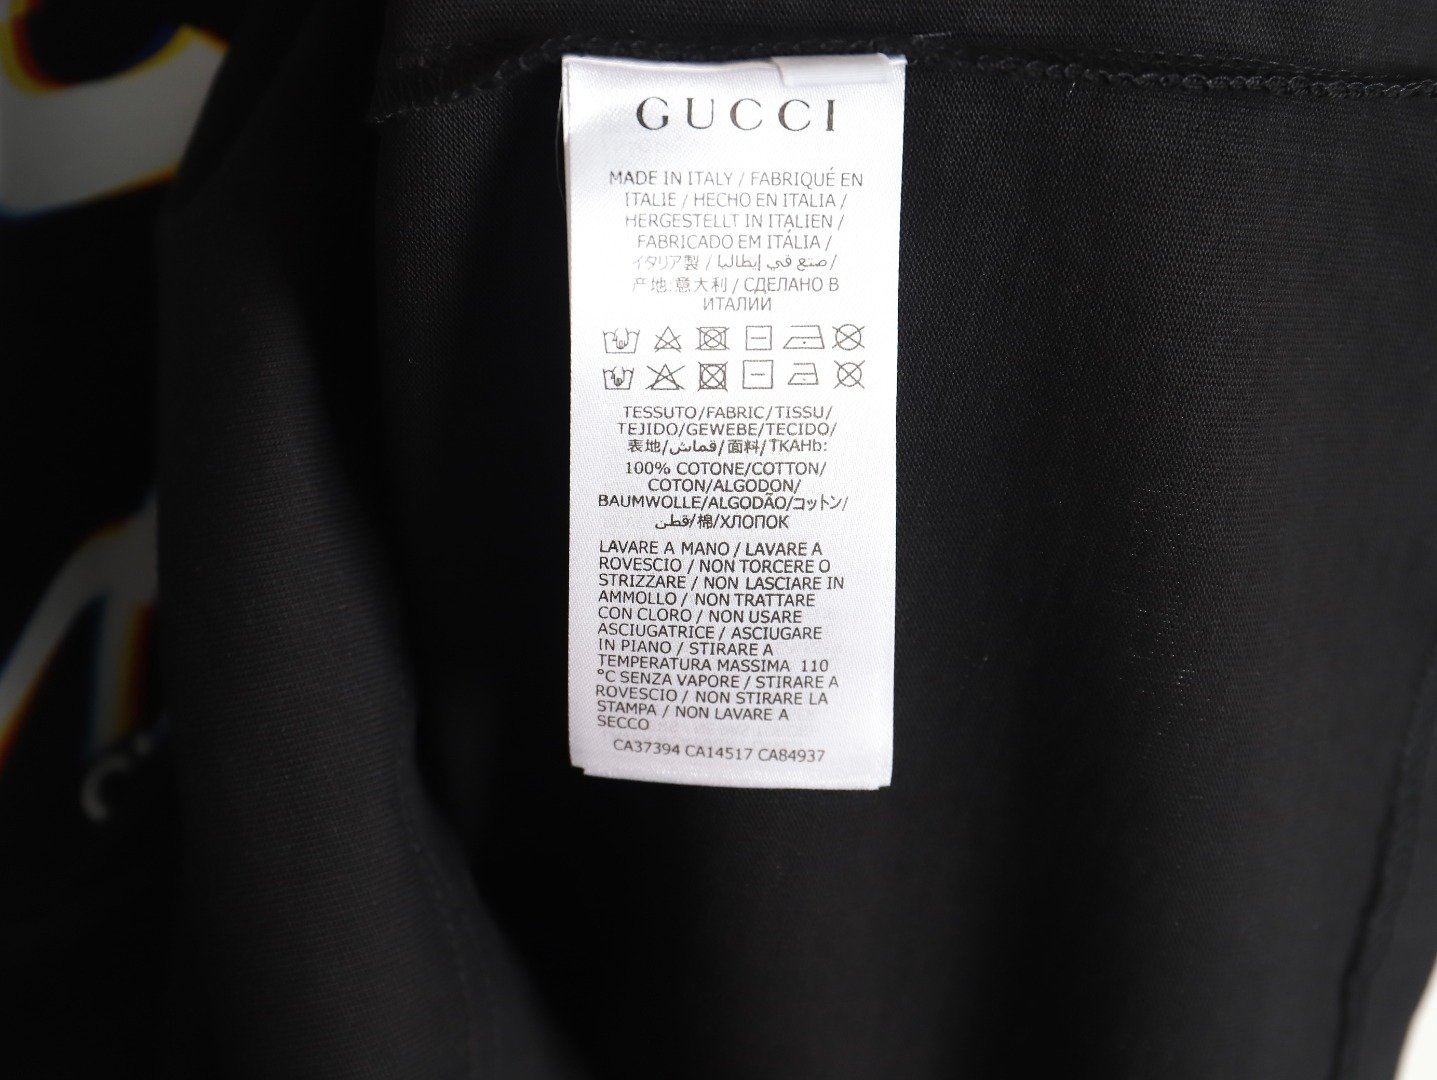 GUCCI
MADE IN ITALY / FABRIQUÉ EN
ITALIE / HECHO EN ITALIA /
HERGESTELLT IN ITALIEN /
FABRICADO EM ITÁLIA /
イタリア製 / صنع في إيطاليا /
产地:意大利 / СДЕЛАНО В
ИТАЛИИ
TESSUTO/FABRIC/TISSU/
TEJIDO/GEWEBE/TECIDO/
表地/قماش/面料/TKAHb:
100% COTONE/COTTON/
COTON/ALGODON/
BAUMWOLLE/ALGODÃO/コットン/
قطن/棉/ХЛОПОК
LAVARE A MANO / LAVARE A
ROVESCIO / NON TORCERE O
STRIZZARE / NON LASCIARE IN
AMMOLLO / NON TRATTARE
CON CLORO / NON USARE
ASCIUGATRICE / ASCIUGARE
IN PIANO / STIRARE A
TEMPERATURA MASSIMA 110
°C SENZA VAPORE / STIRARE A
ROVESCIO / NON STIRARE LA
STAMPA / NON LAVARE A
SECCO
CA37394 CA14517 CA84937